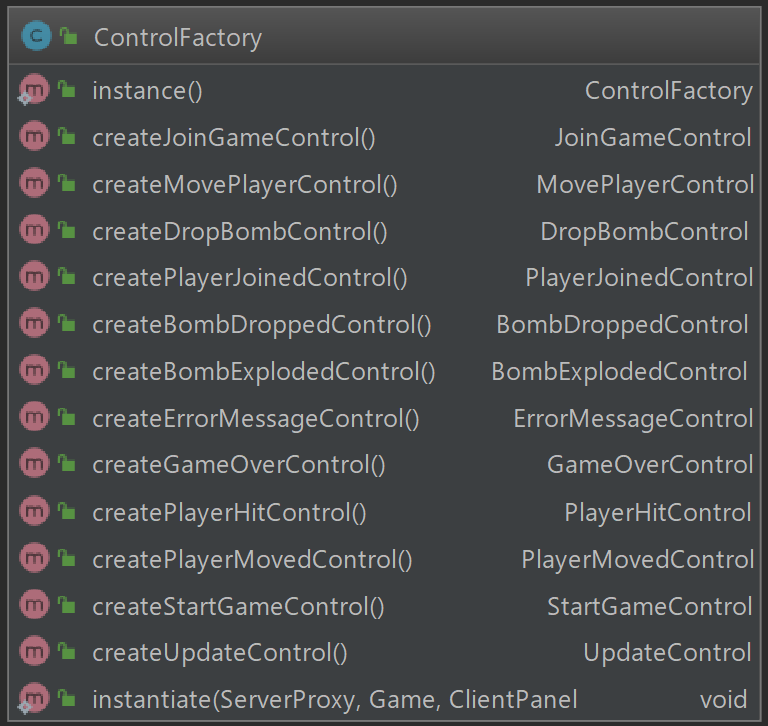 C ControlFactory
m instance() ControlFactory
m createJoinGameControl() JoinGameControl
m createMovePlayerControl() MovePlayerControl
m createDropBombControl() DropBombControl
m createPlayerJoinedControl() PlayerJoinedControl
m createBombDroppedControl() BombDroppedControl
m createBombExplodedControl() BombExplodedControl
m createErrorMessageControl() ErrorMessageControl
m createGameOverControl() GameOverControl
m createPlayerHitControl() PlayerHitControl
m createPlayerMovedControl() PlayerMovedControl
m createStartGameControl() StartGameControl
m createUpdateControl() UpdateControl
m instantiate(ServerProxy, Game, ClientPanel void